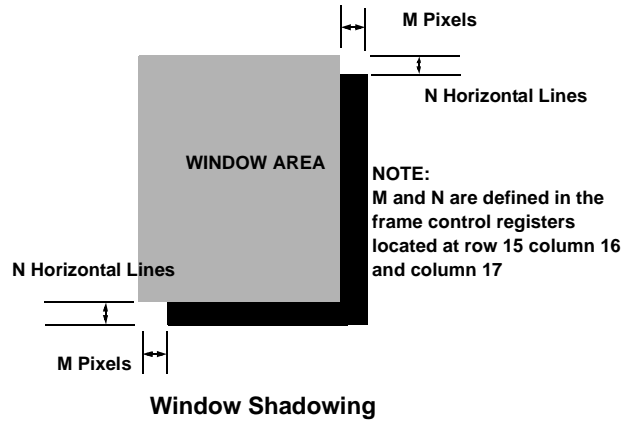 M Pixels
N Horizontal Lines
WINDOW AREA
NOTE:
M and N are defined in the
frame control registers
located at row 15 column 16
and column 17
N Horizontal Lines
M Pixels
Window Shadowing